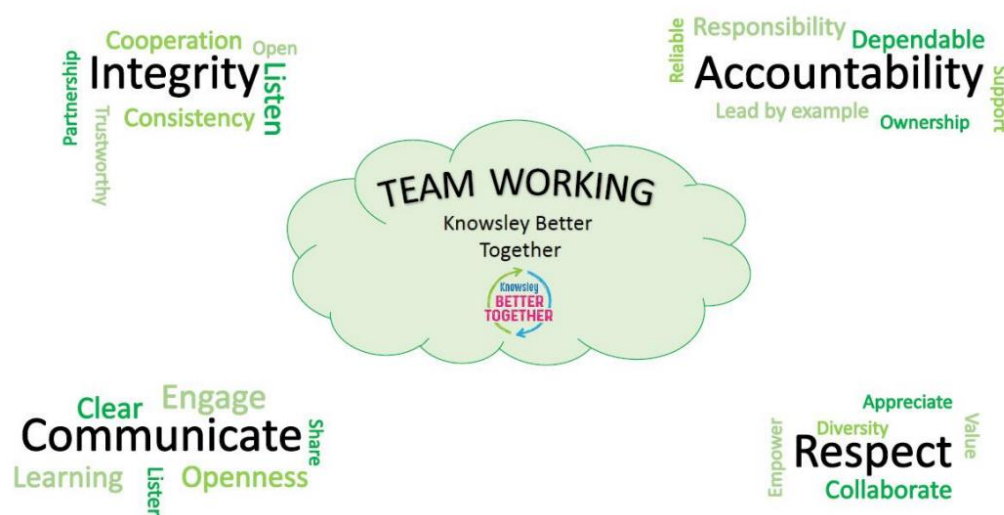 Cooperation
Open
Integrity
Listen
Partnership
Consistency
Trustworthy
Responsibility
Dependable
Reliable
Accountability
Support
Lead by example
Ownership
TEAM WORKING
Knowsley Better
Together
Knowsley
BETTER
TOGETHER
Engage
Clear
Communicate
Share
Learning
Listen
Openness
Appreciate
Diversity
Value
Empower
Respect
Collaborate